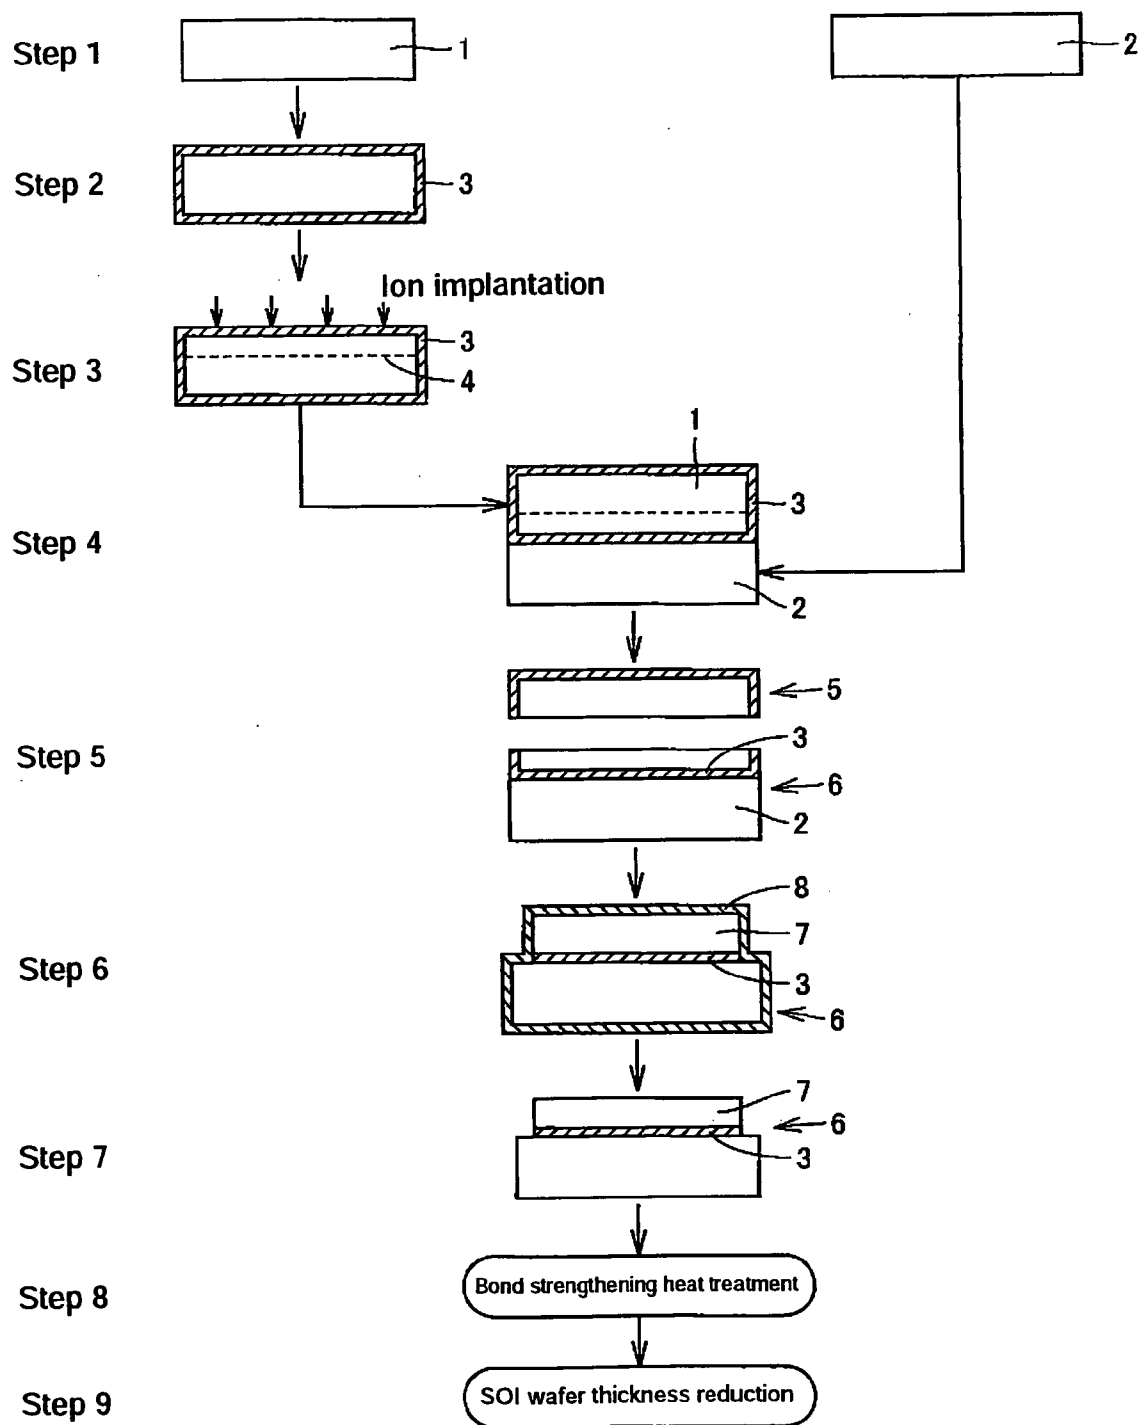 Step 1
1
2
Step 2
3
Ion implantation
Step 3
3
4
1
3
Step 4
2
5
Step 5
3
6
2
8
7
Step 6
3
6
7
6
Step 7
3
Step 8
Bond strengthening heat treatment
Step 9
SOI wafer thickness reduction